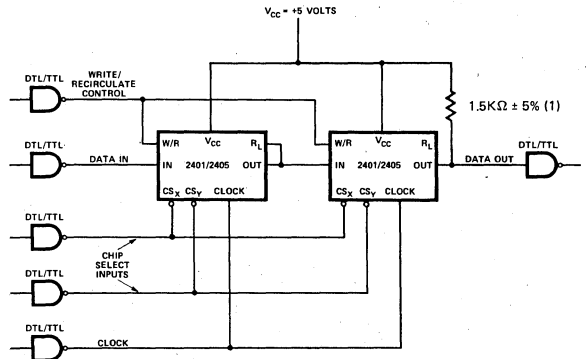 V_CC = +5 VOLTS
DTL/TTL
WRITE/
RECIRCULATE
CONTROL
1.5KΩ ± 5% (1)
W/R V_CC R_L
W/R V_CC R_L
DTL/TTL
DATA IN
IN 2401/2405 OUT
IN 2401/2405 OUT
DATA OUT
DTL/TTL
CS_X CS_Y CLOCK
CS_X CS_Y CLOCK
DTL/TTL
CHIP
SELECT
INPUTS
DTL/TTL
DTL/TTL
CLOCK